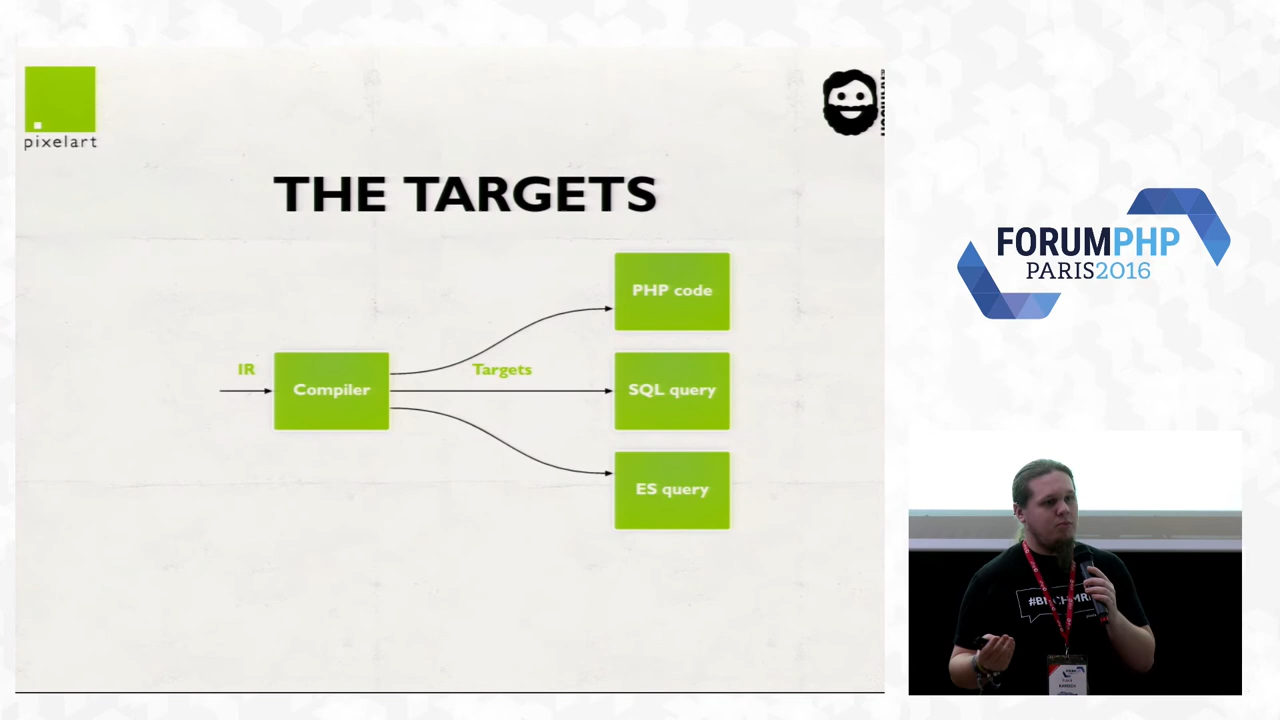 pixelart
THE TARGETS
PHP code
IR
Compiler
Targets
SQL query
ES query
FORUMPHP
PARIS2016